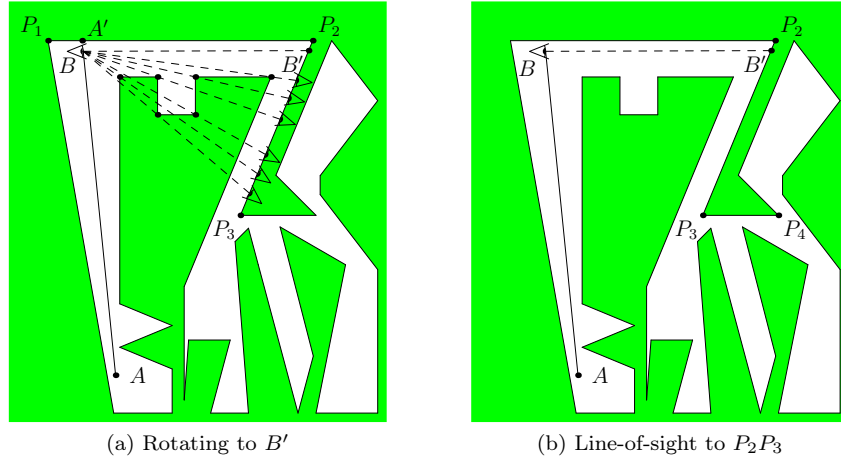 P₁ A′ P₂
B B′
P₃
A
(a) Rotating to B′
P₂
B B′
P₃ P₄
A
(b) Line-of-sight to P₂P₃